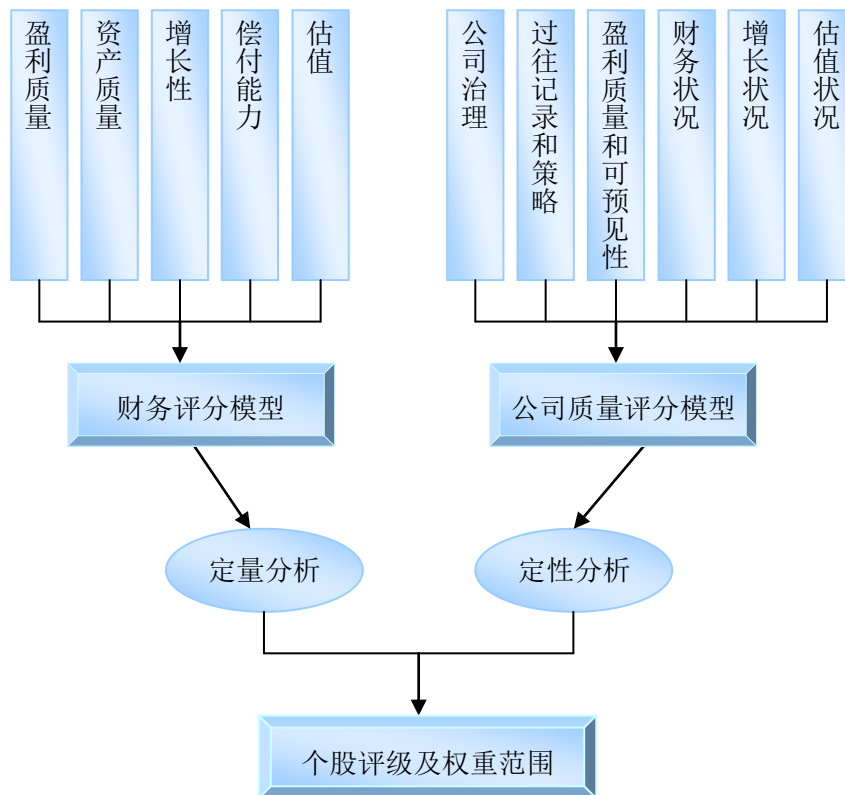 盈利质量
资产质量
增长性
偿付能力
估值
公司治理
过往记录和策略
盈利质量和可预见性
财务状况
增长状况
估值状况
财务评分模型
公司质量评分模型
定量分析
定性分析
个股评级及权重范围